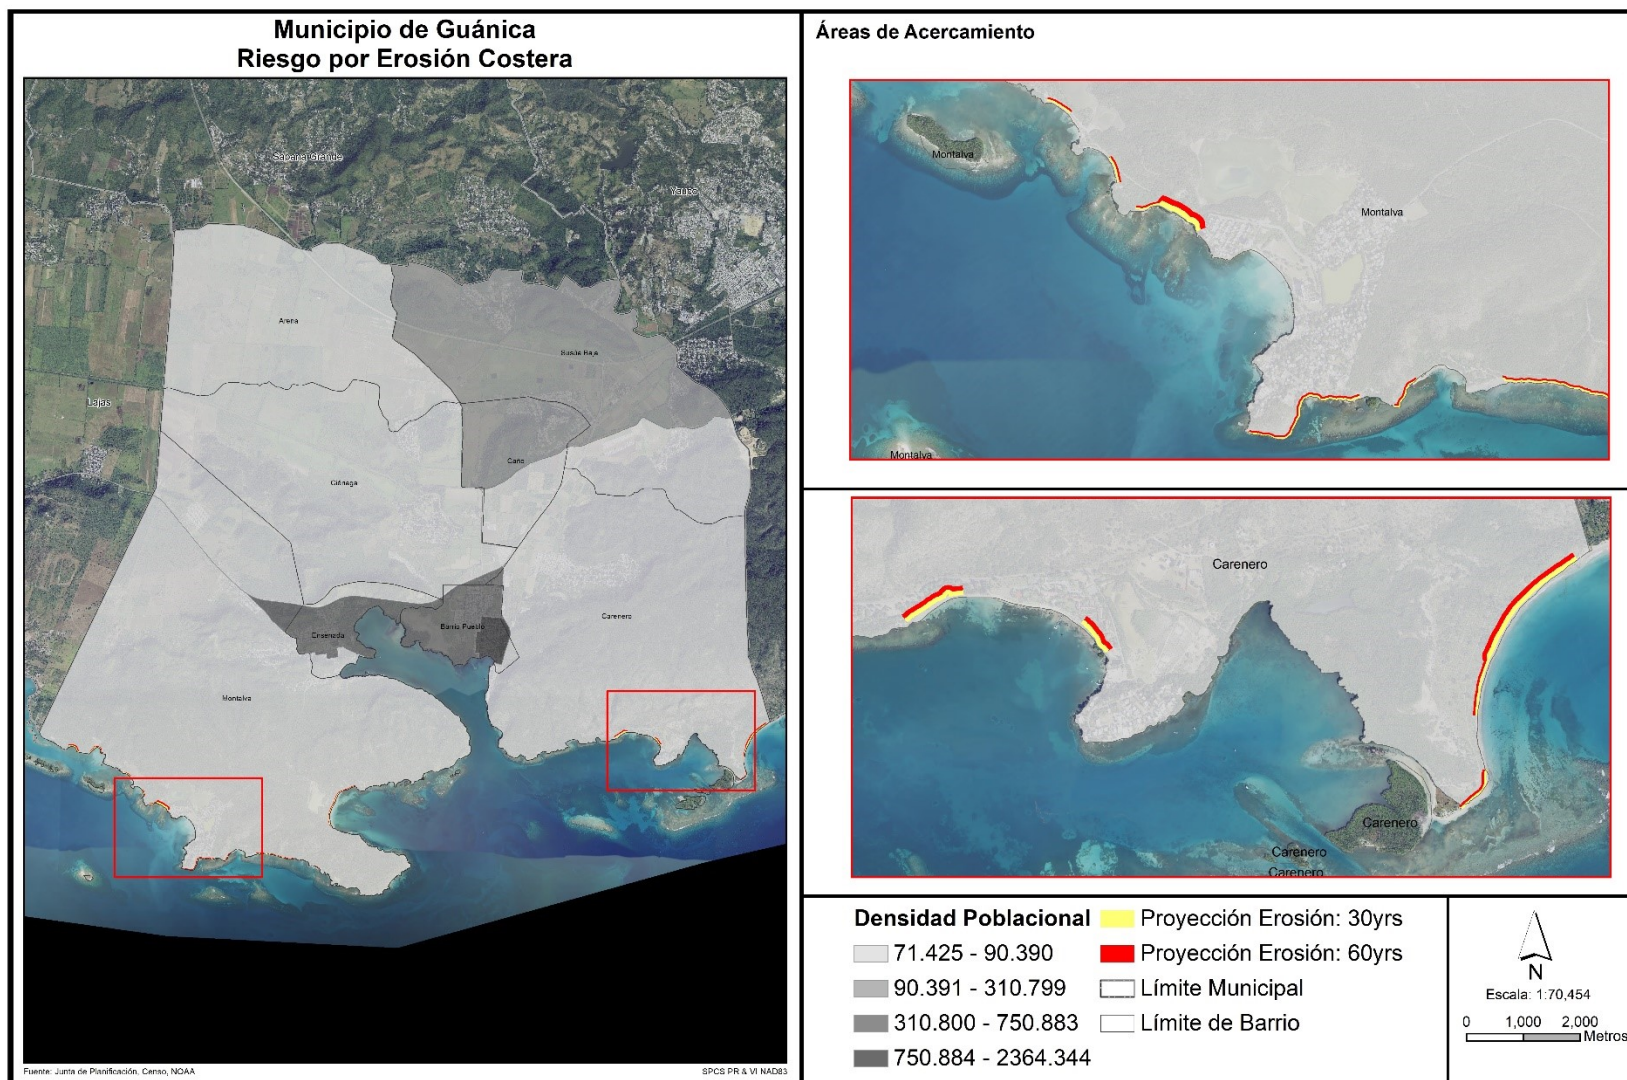 Municipio de Guánica
Riesgo por Erosión Costera
Sabana Grande
Yauco
Arena
Susúa Baja
Lajas
Caño
Ciénaga
Ensenada
Barrio Pueblo
Carenero
Montalva
Fuente: Junta de Planificación, Censo, NOAA
SPCS PR & VI NAD83
Áreas de Acercamiento
Montalva
Montalva
Montalva
Carenero
Carenero
Carenero
Carenero
Densidad Poblacional
71.425 - 90.390
90.391 - 310.799
310.800 - 750.883
750.884 - 2364.344
Proyección Erosión: 30yrs
Proyección Erosión: 60yrs
Límite Municipal
Límite de Barrio
N
Escala: 1:70,454
0 1,000 2,000
Metros